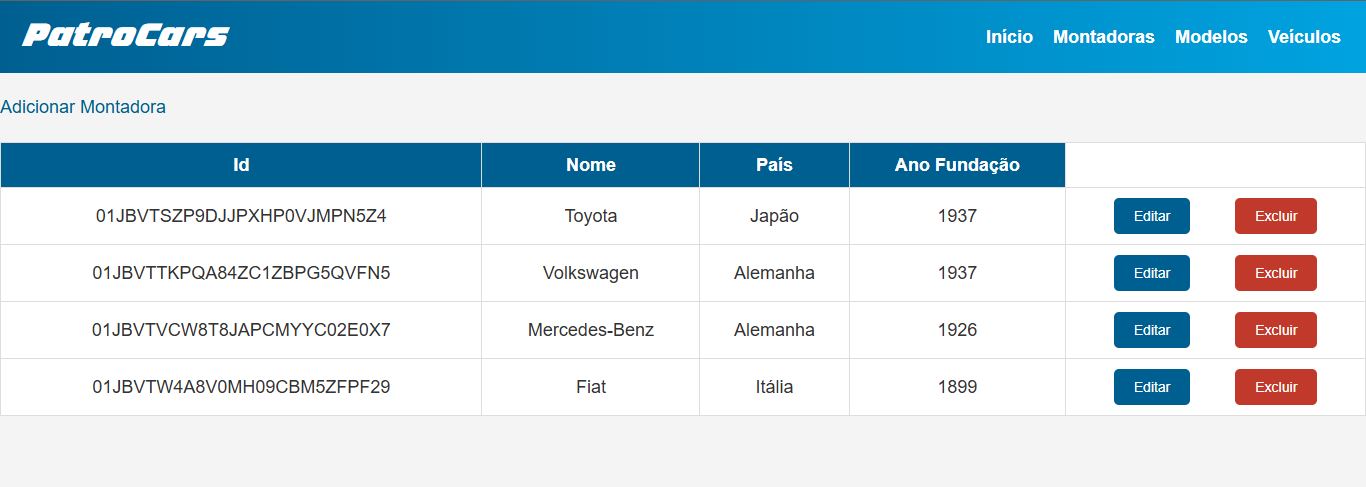 PatroCars Início Montadoras Modelos Veículos
Adicionar Montadora
Id Nome País Ano Fundação
01JBVTSZP9DJJPXHP0VJMPN5Z4 Toyota Japão 1937 Editar Excluir
01JBVTTKPQA84ZC1ZBPG5QVFN5 Volkswagen Alemanha 1937 Editar Excluir
01JBVTVCW8T8JAPCMYYC02E0X7 Mercedes-Benz Alemanha 1926 Editar Excluir
01JBVTW4A8V0MH09CBM5ZFPF29 Fiat Itália 1899 Editar Excluir